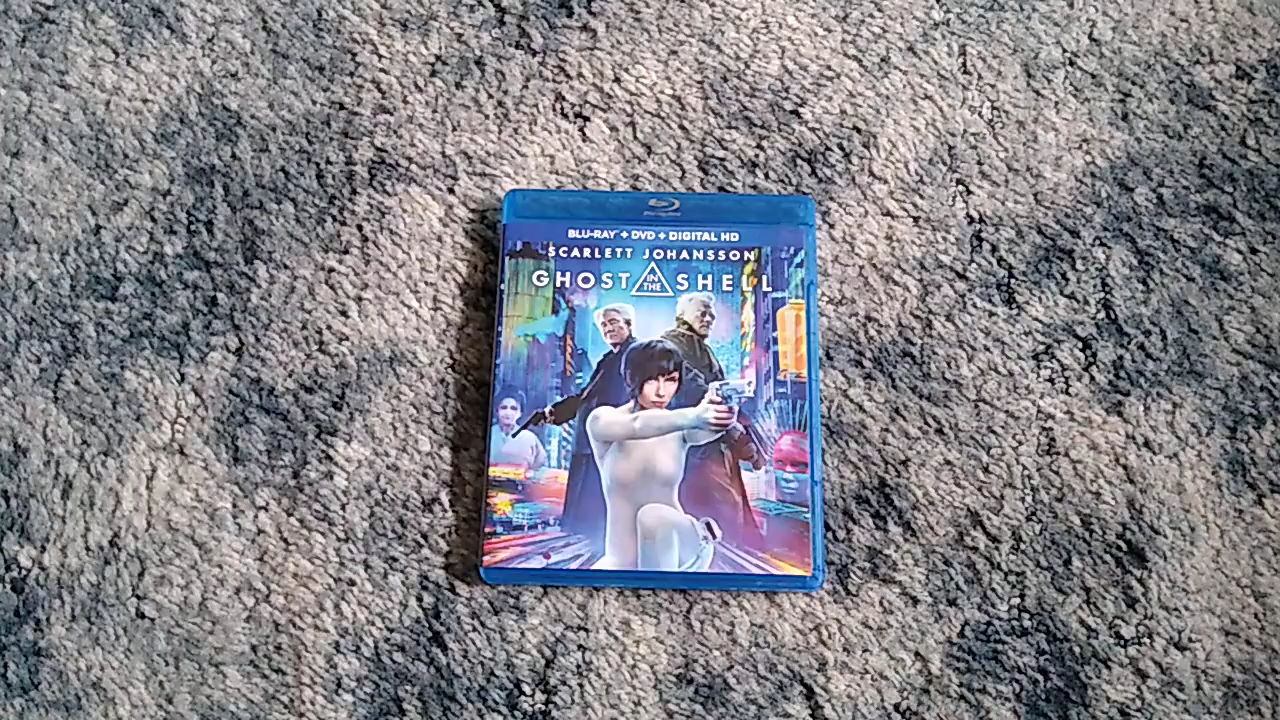 BLU-RAY + DVD + DIGITAL HD
SCARLETT JOHANSSON
GHOST IN THE SHELL